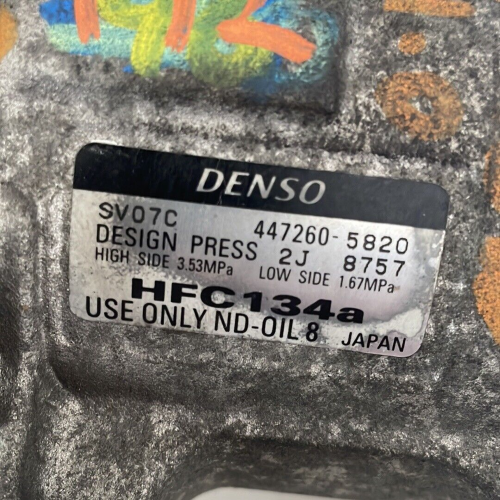 DENSO
SV07C 447260-5820
DESIGN PRESS 2J 8757
HIGH SIDE 3.53MPa LOW SIDE 1.67MPa
HFC134a
USE ONLY ND-OIL 8 JAPAN